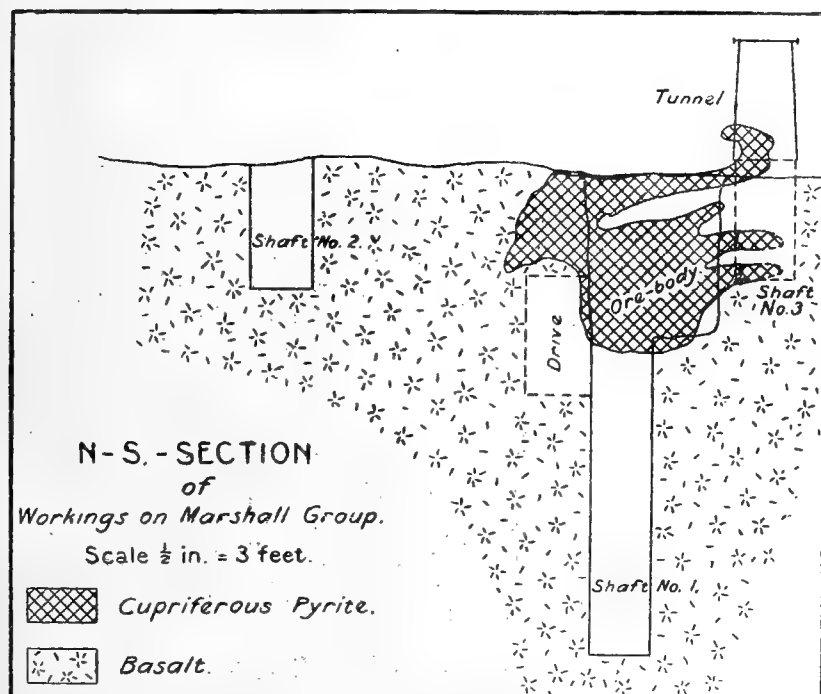 Tunnel
Shaft No. 2.
Ore-body
Shaft
No. 3
Drive
N-S.-SECTION
of
Workings on Marshall Group.
Scale ½ in. = 3 feet.
Shaft No. 1.
Cupriferous Pyrite.
Basalt.